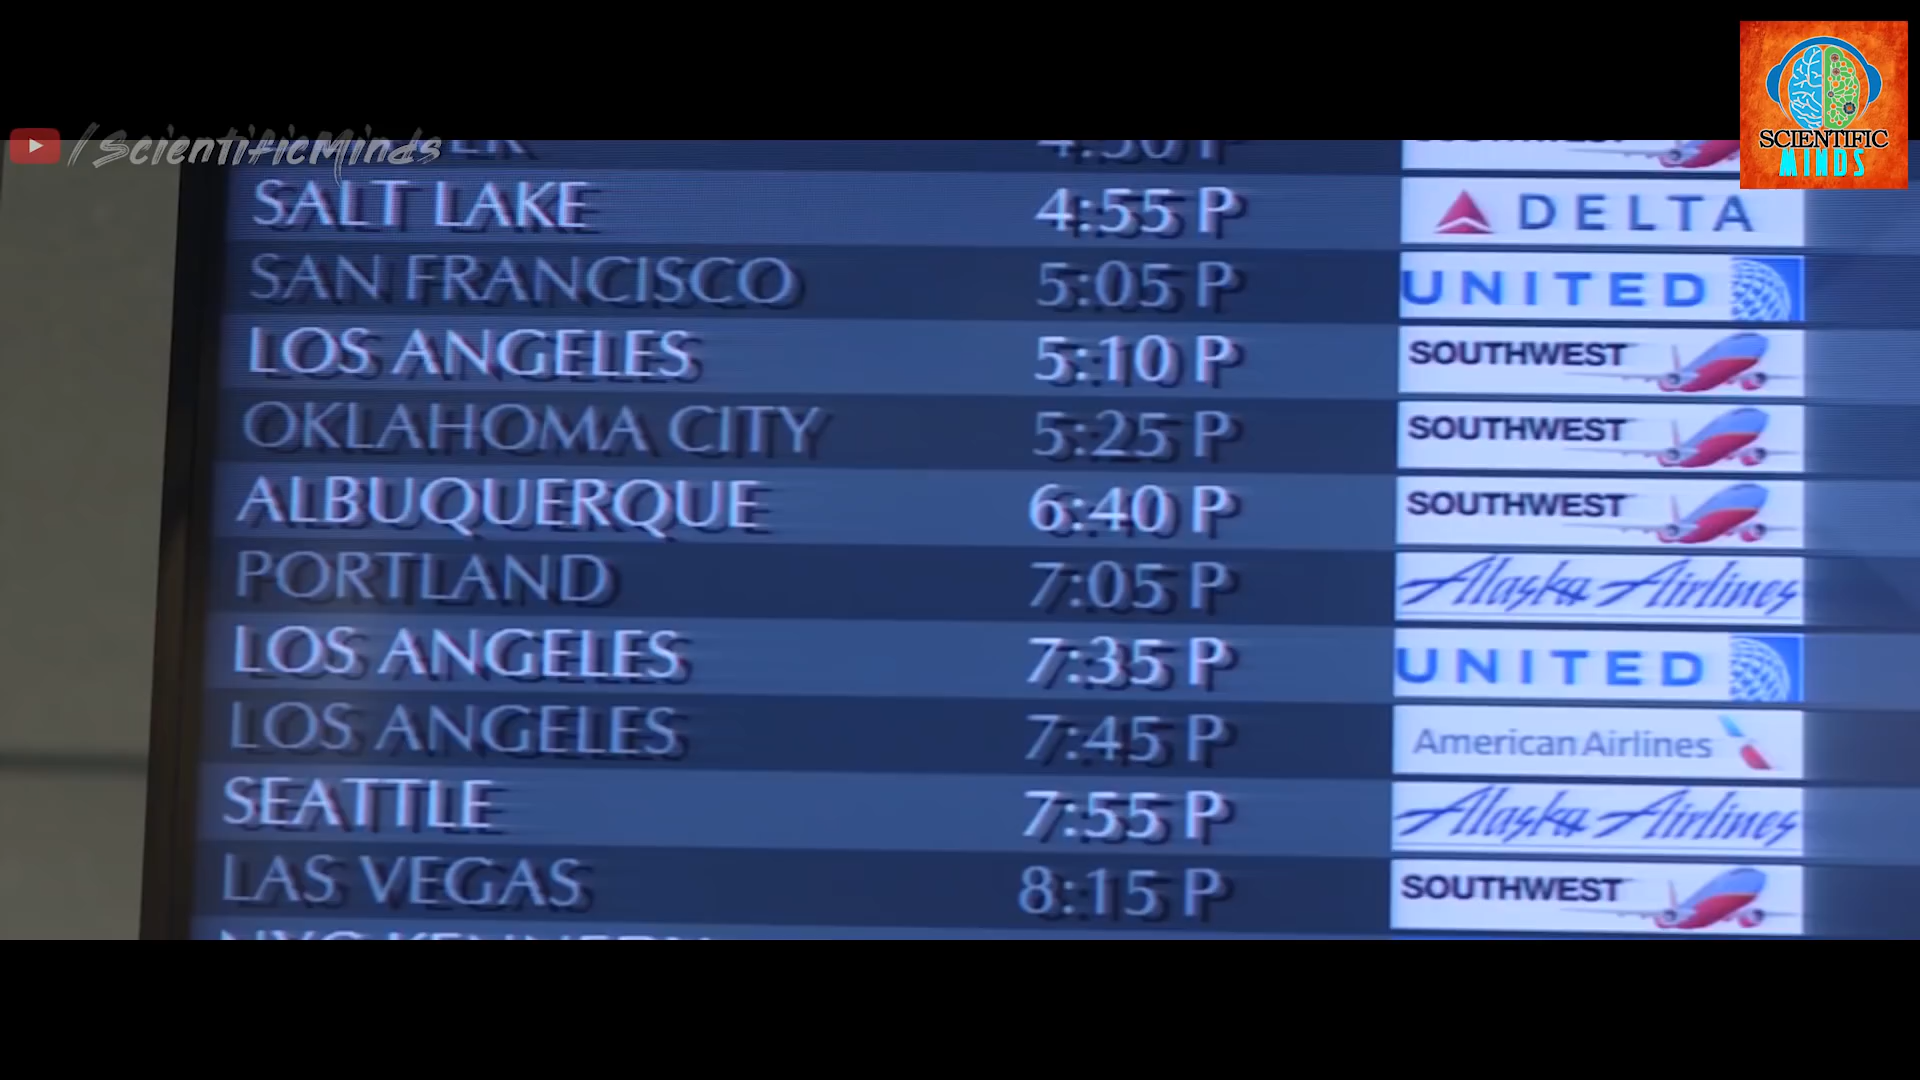 /ScientificMinds
SCIENTIFIC
MINDS
SALT LAKE 4:55 P DELTA
SAN FRANCISCO 5:05 P UNITED
LOS ANGELES 5:10 P SOUTHWEST
OKLAHOMA CITY 5:25 P SOUTHWEST
ALBUQUERQUE 6:40 P SOUTHWEST
PORTLAND 7:05 P Alaska Airlines
LOS ANGELES 7:35 P UNITED
LOS ANGELES 7:45 P American Airlines
SEATTLE 7:55 P Alaska Airlines
LAS VEGAS 8:15 P SOUTHWEST